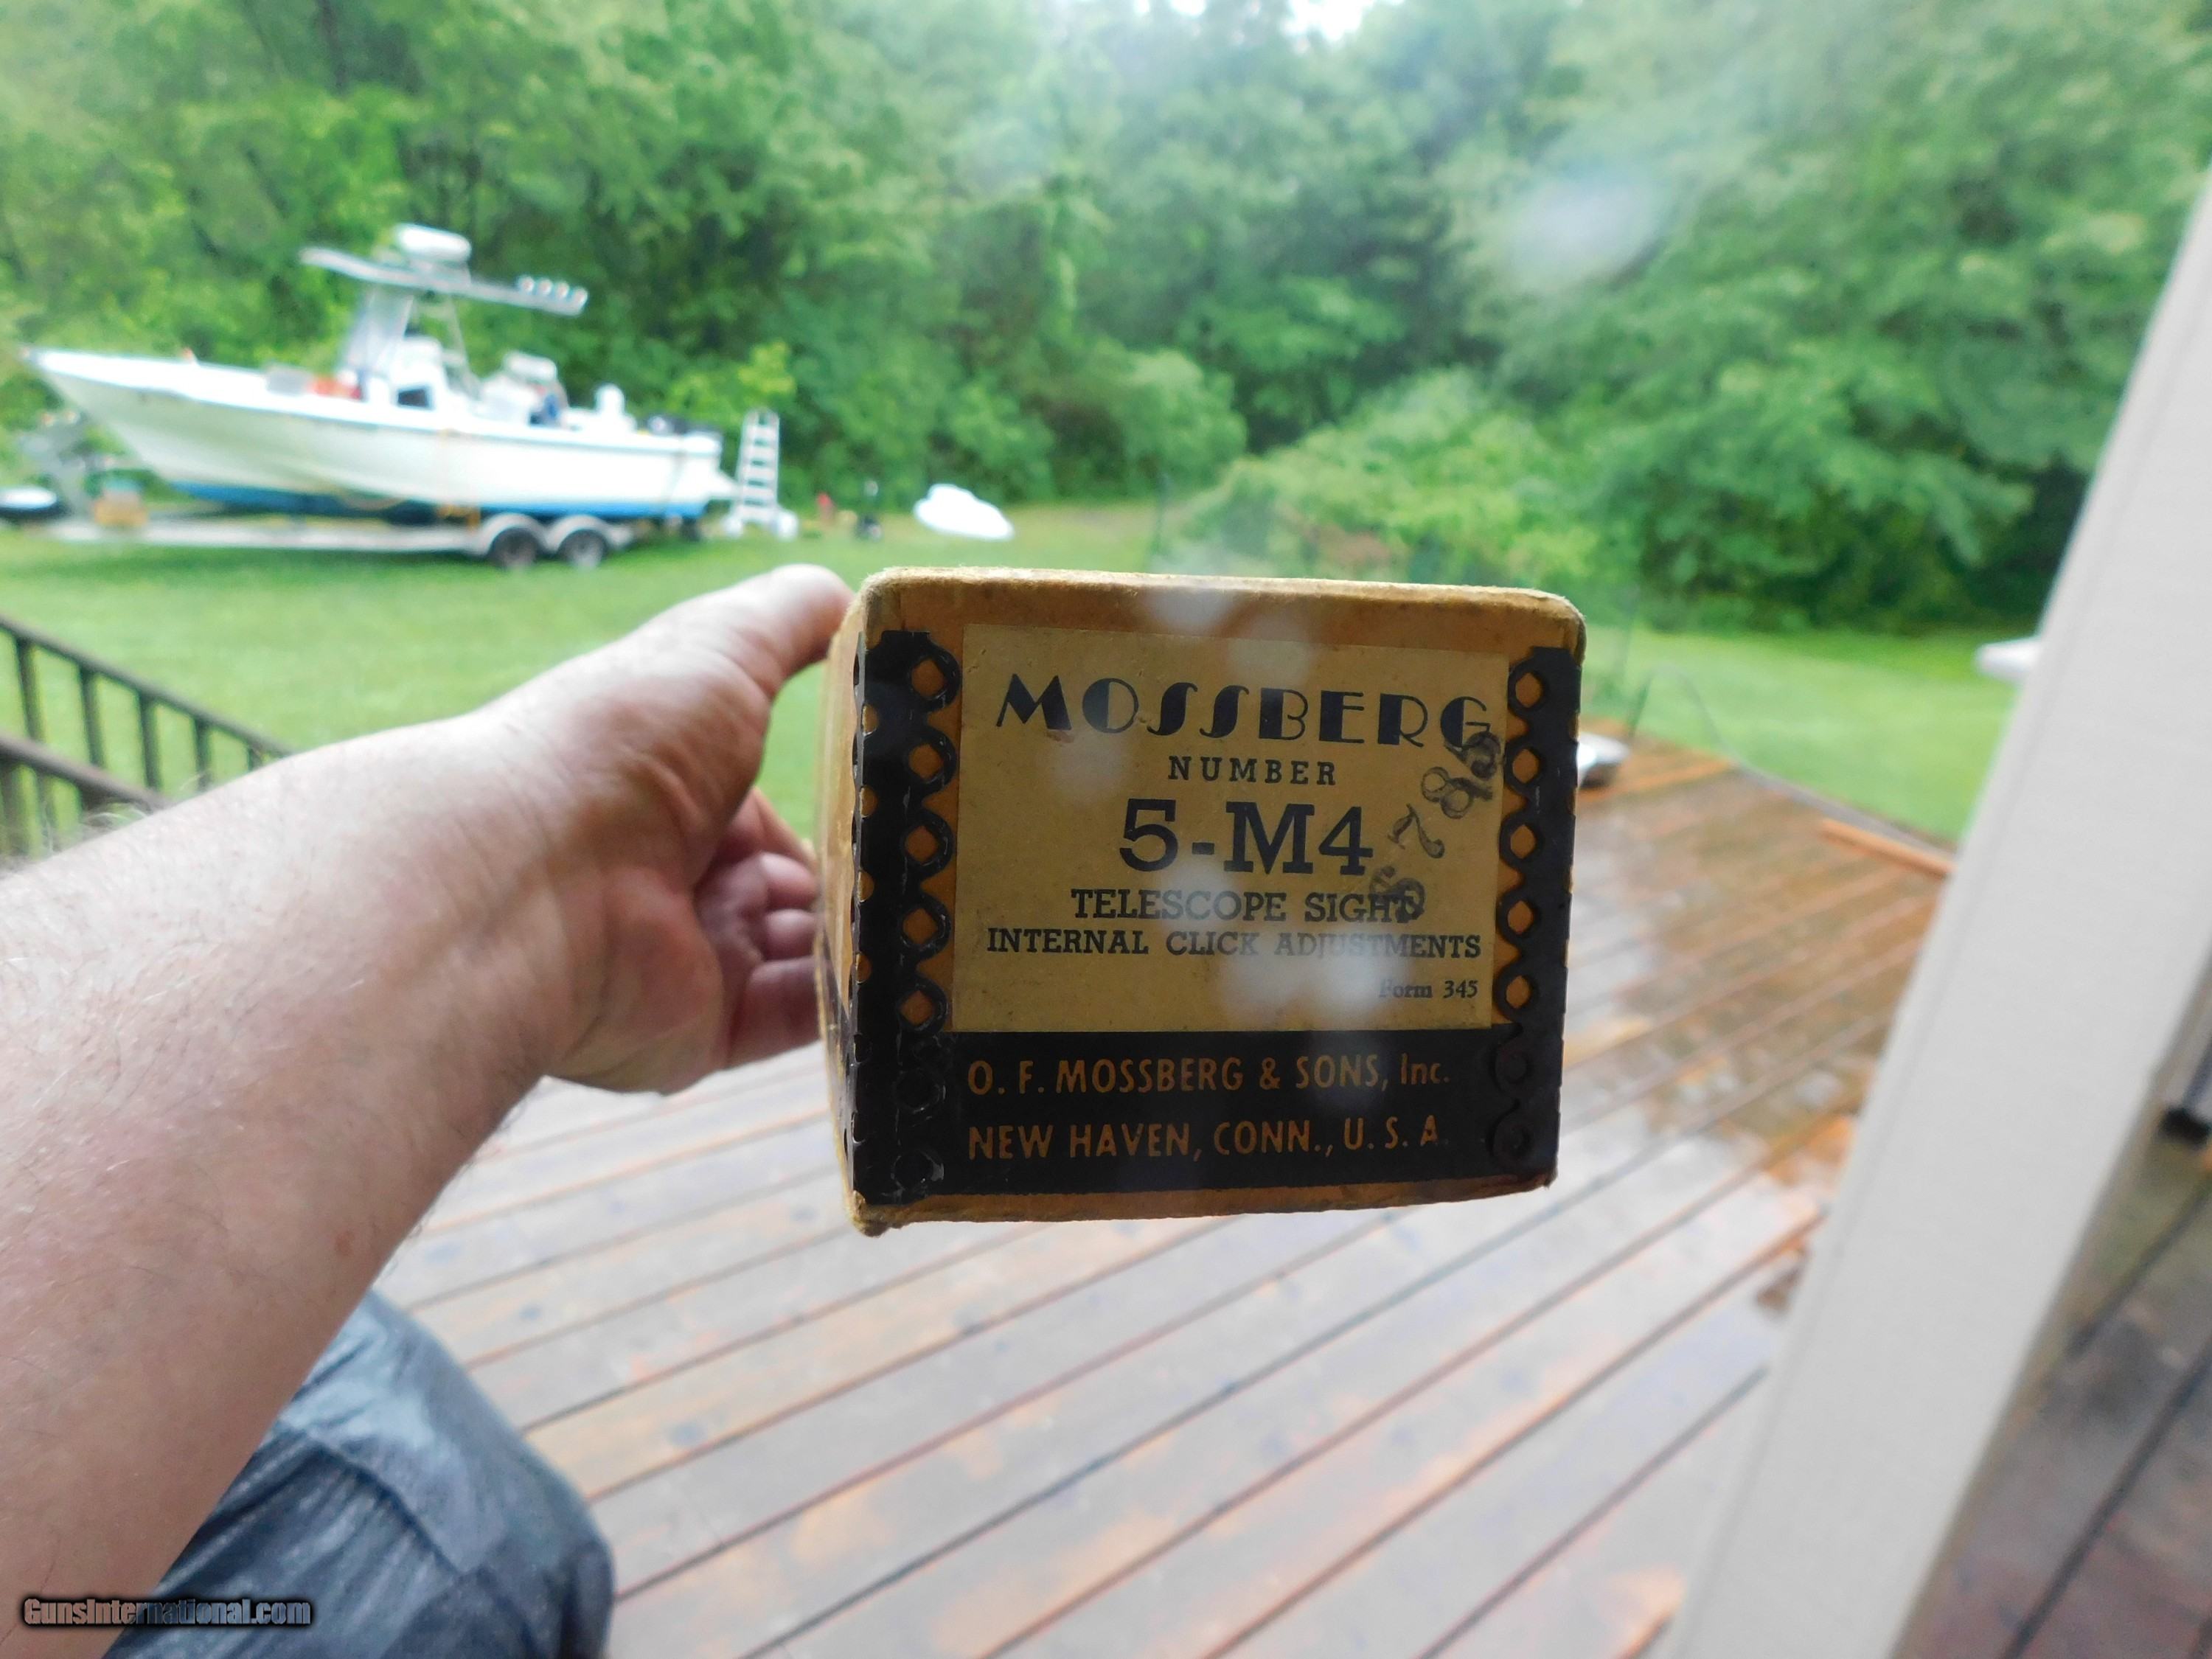 MOSSBERG
NUMBER
5-M4
TELESCOPE SIGHT
INTERNAL CLICK ADJUSTMENTS
Form 345
O. F. MOSSBERG & SONS, Inc.
NEW HAVEN, CONN., U. S. A.
GunsInternational.com